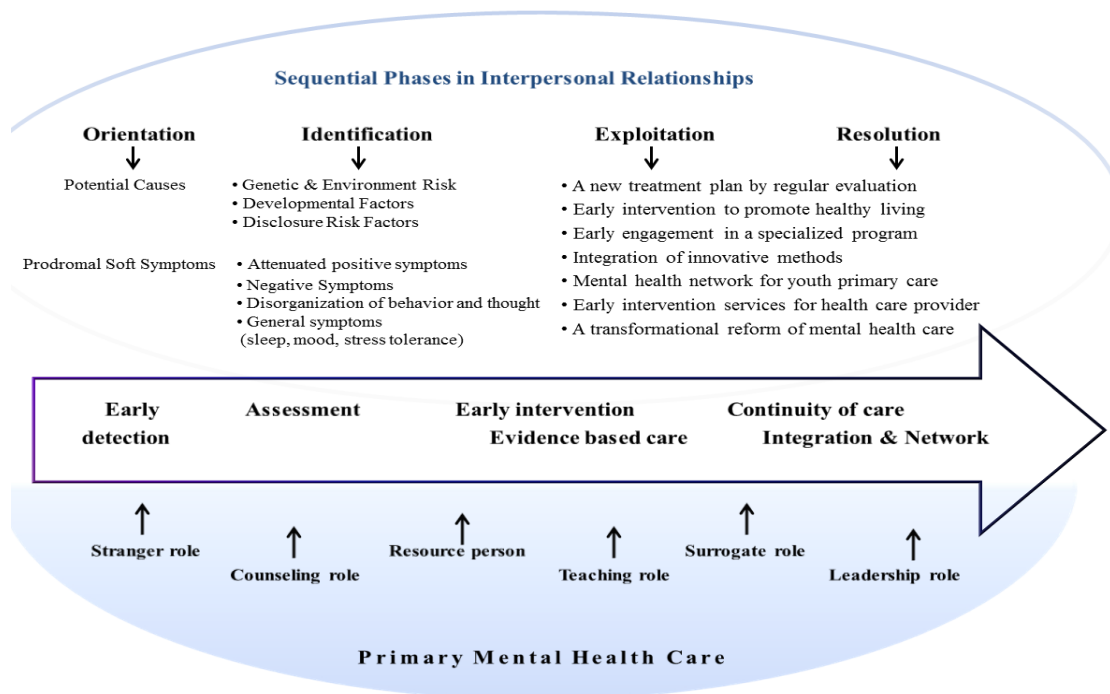 Sequential Phases in Interpersonal Relationships
Orientation
Identification
Exploitation
Resolution
Potential Causes
• Genetic & Environment Risk
• Developmental Factors
• Disclosure Risk Factors
Prodromal Soft Symptoms
• Attenuated positive symptoms
• Negative Symptoms
• Disorganization of behavior and thought
• General symptoms
(sleep, mood, stress tolerance)
• A new treatment plan by regular evaluation
• Early intervention to promote healthy living
• Early engagement in a specialized program
• Integration of innovative methods
• Mental health network for youth primary care
• Early intervention services for health care provider
• A transformational reform of mental health care
Early
detection
Assessment
Early intervention
Evidence based care
Continuity of care
Integration & Network
Stranger role
Counseling role
Resource person
Teaching role
Surrogate role
Leadership role
Primary Mental Health Care